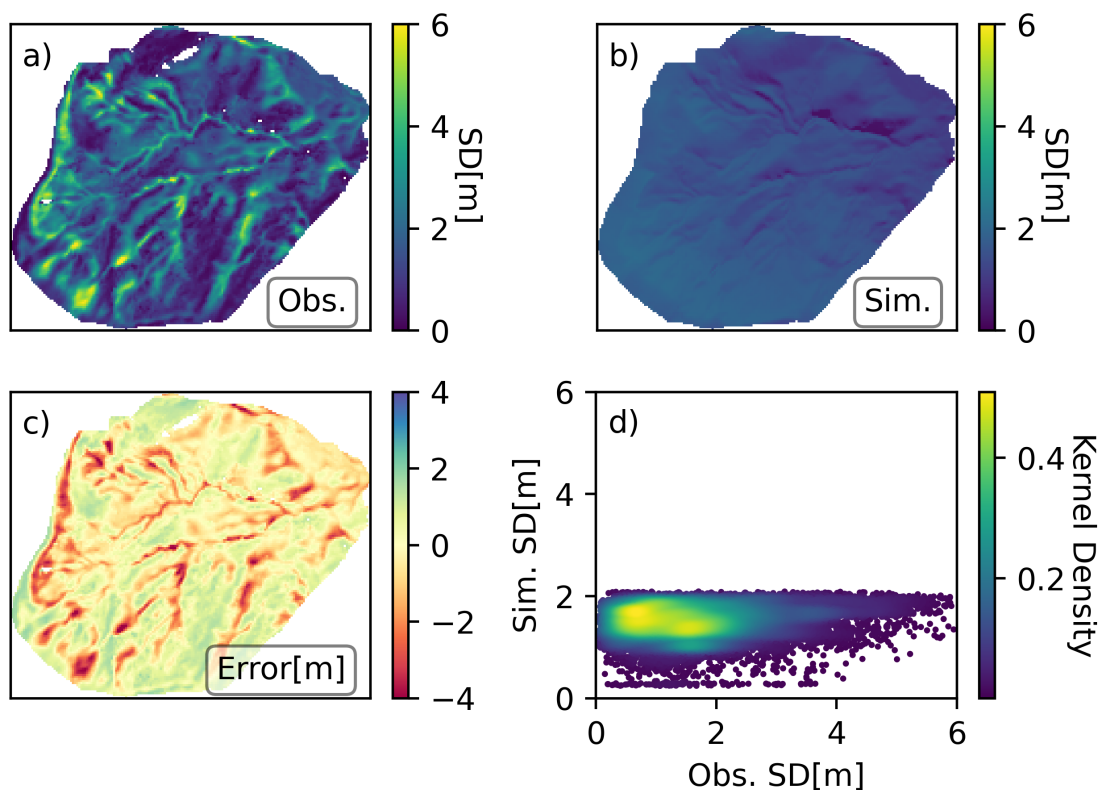 a)
Obs.
6
4
2
0
SD[m]
b)
Sim.
6
4
2
0
SD[m]
c)
Error[m]
4
2
0
−2
−4
d)
6
4
2
0
Sim. SD[m]
0 2 4 6
Obs. SD[m]
0.4
0.2
Kernel Density